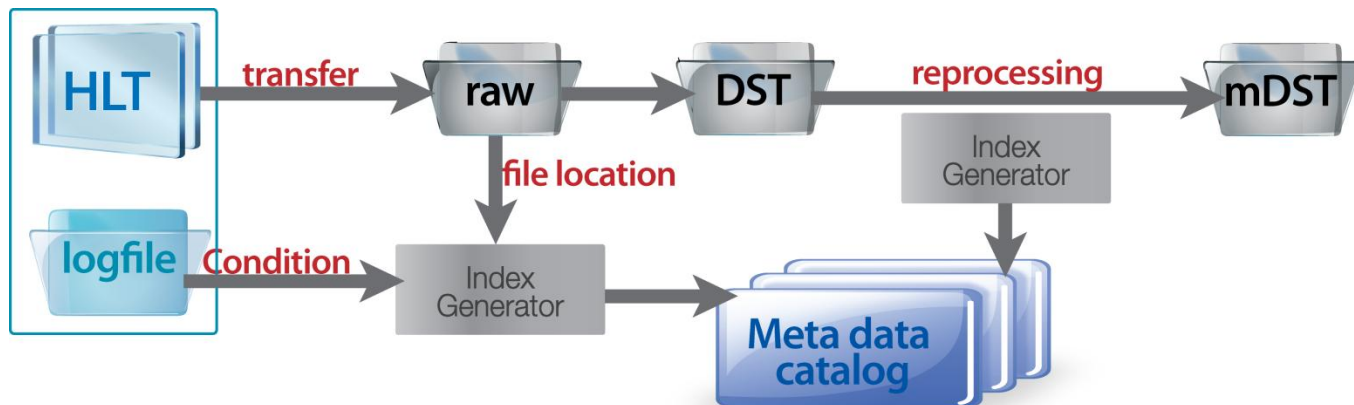 HLT
transfer
raw
DST
reprocessing
mDST
file location
Index
Generator
logfile
Condition
Index
Generator
Meta data
catalog